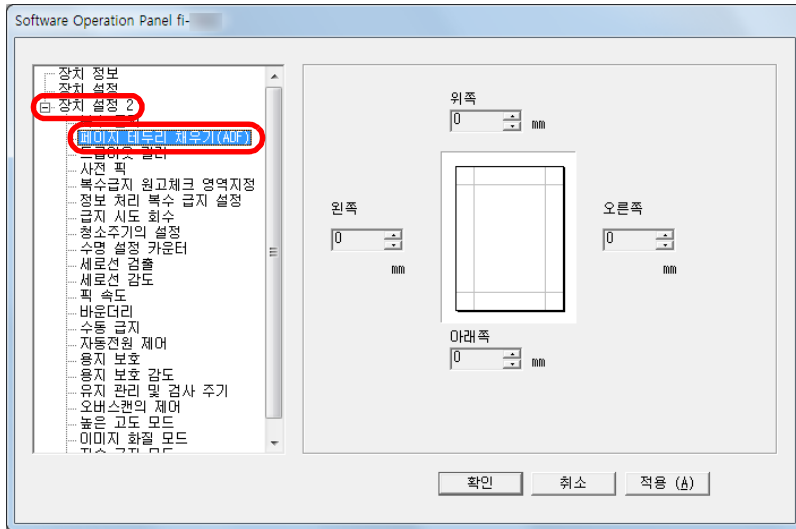 Software Operation Panel fi-
장치 정보
장치 설정
장치 설정 2
페이지 테두리 채우기(ADF)
드롭아웃 컬러
사전 픽
복수급지 원고체크 영역지정
정보 처리 복수 급지 설정
급지 시도 회수
청소주기의 설정
수명 설정 카운터
세로선 검출
세로선 감도
픽 속도
바운더리
수동 급지
자동전원 제어
용지 보호
용지 보호 감도
유지 관리 및 검사 주기
오버스캔의 제어
높은 고도 모드
이미지 화질 모드
위쪽
0 mm
왼쪽
0
mm
오른쪽
0
mm
아래쪽
0 mm
확인 취소 적용 (A)